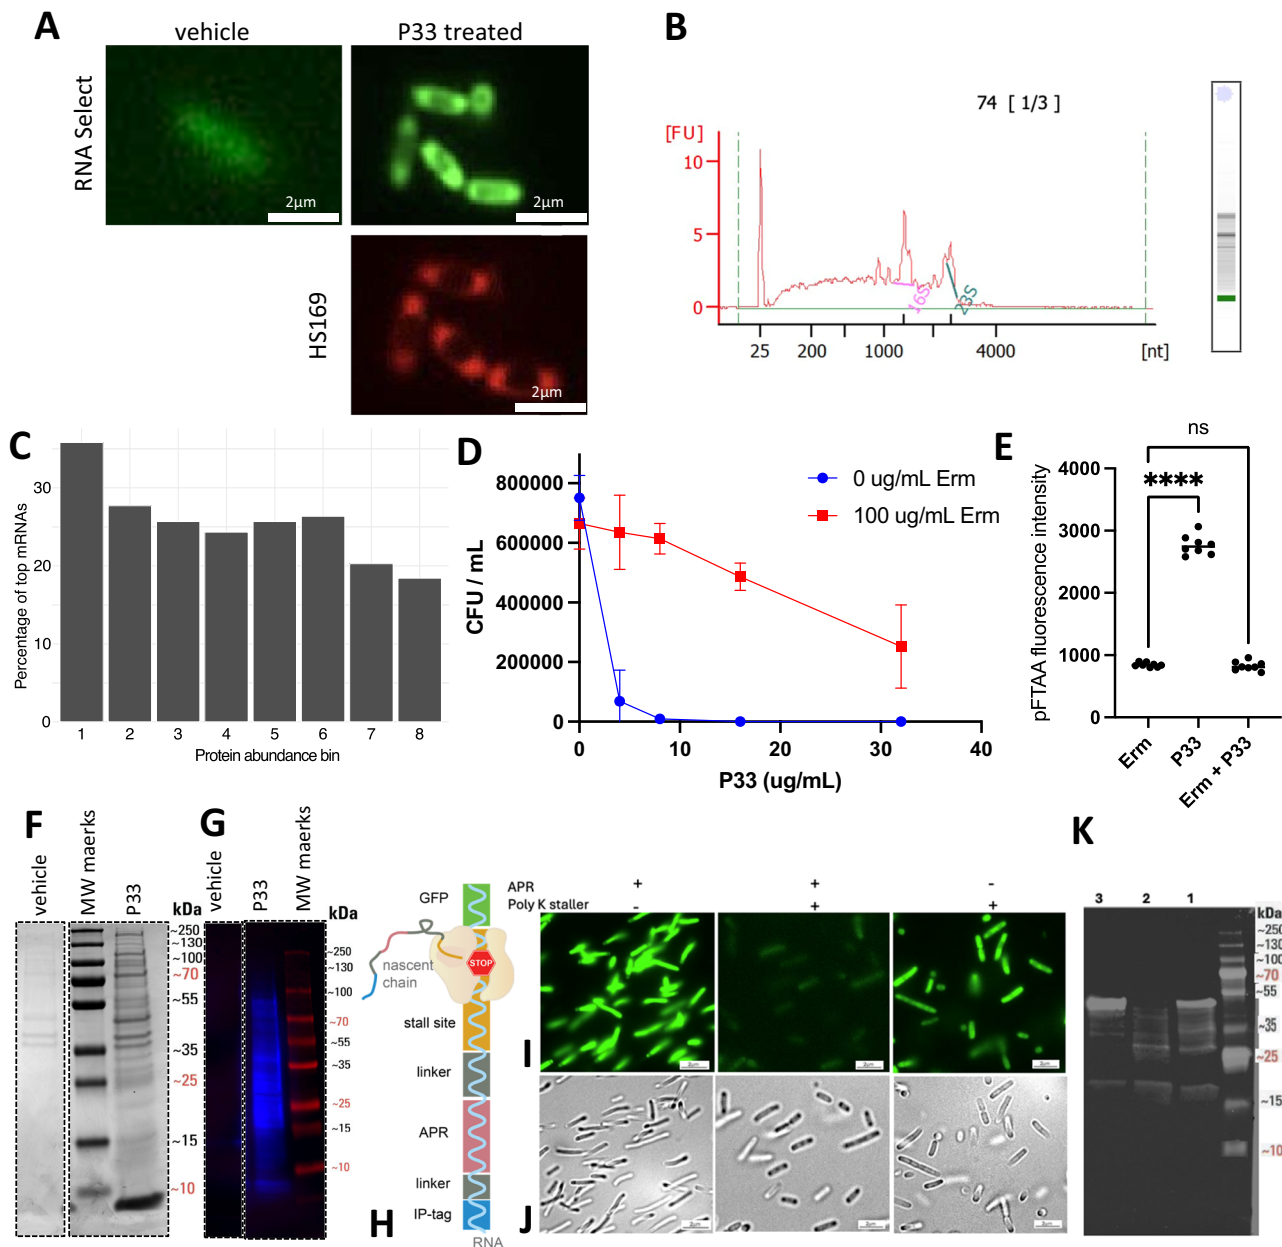 A
vehicle
P33 treated
RNA Select
2µm
2µm
HS169
2µm
B
74 [ 1/3 ]
[FU]
10
5
0
16S
23S
25
200
1000
4000
[nt]
C
Percentage of top mRNAs
30
20
10
0
1
2
3
4
5
6
7
8
Protein abundance bin
D
CFU / mL
800000
600000
400000
200000
0
0
10
20
30
40
P33 (ug/mL)
0 ug/mL Erm
100 ug/mL Erm
E
ns
****
pFTAA fluorescence intensity
4000
3000
2000
1000
0
Erm
P33
Erm + P33
F
vehicle
MW maerks
P33
kDa
~250
~130
~100
~70
~55
~35
~25
~15
~10
G
vehicle
P33
MW maerks
kDa
~250
~130
~100
~70
~55
~35
~25
~15
~10
H
GFP
nascent
chain
STOP
stall site
linker
APR
linker
IP-tag
RNA
APR
+
+
-
Poly K staller
-
+
+
I
2µm
2µm
2µm
J
2µm
2µm
2µm
K
3
2
1
kDa
~250
~130
~100
~70
~55
~35
~25
~15
~10